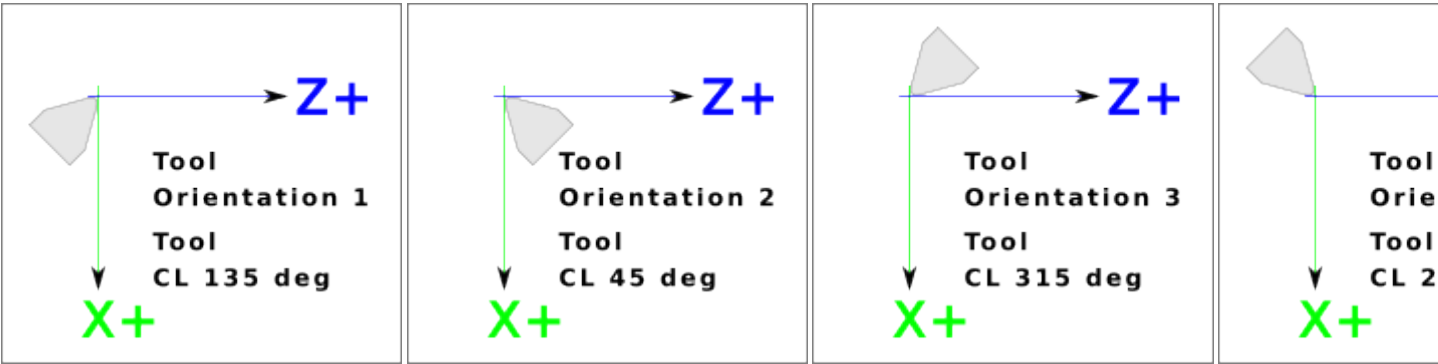 Z+
Tool
Orientation 1
Tool
CL 135 deg
X+
Z+
Tool
Orientation 2
Tool
CL 45 deg
X+
Z+
Tool
Orientation 3
Tool
CL 315 deg
X+
Tool
Tool
X+